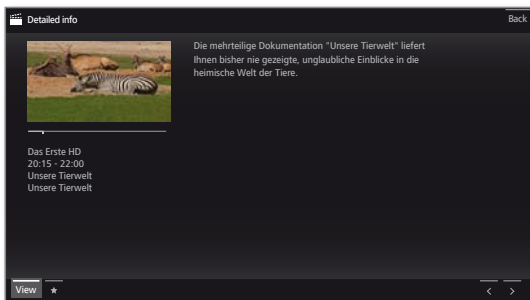 Detailed info
Back
Die mehrteilige Dokumentation "Unsere Tierwelt" liefert
Ihnen bisher nie gezeigte, unglaubliche Einblicke in die
heimische Welt der Tiere.
Das Erste HD
20:15 - 22:00
Unsere Tierwelt
Unsere Tierwelt
View